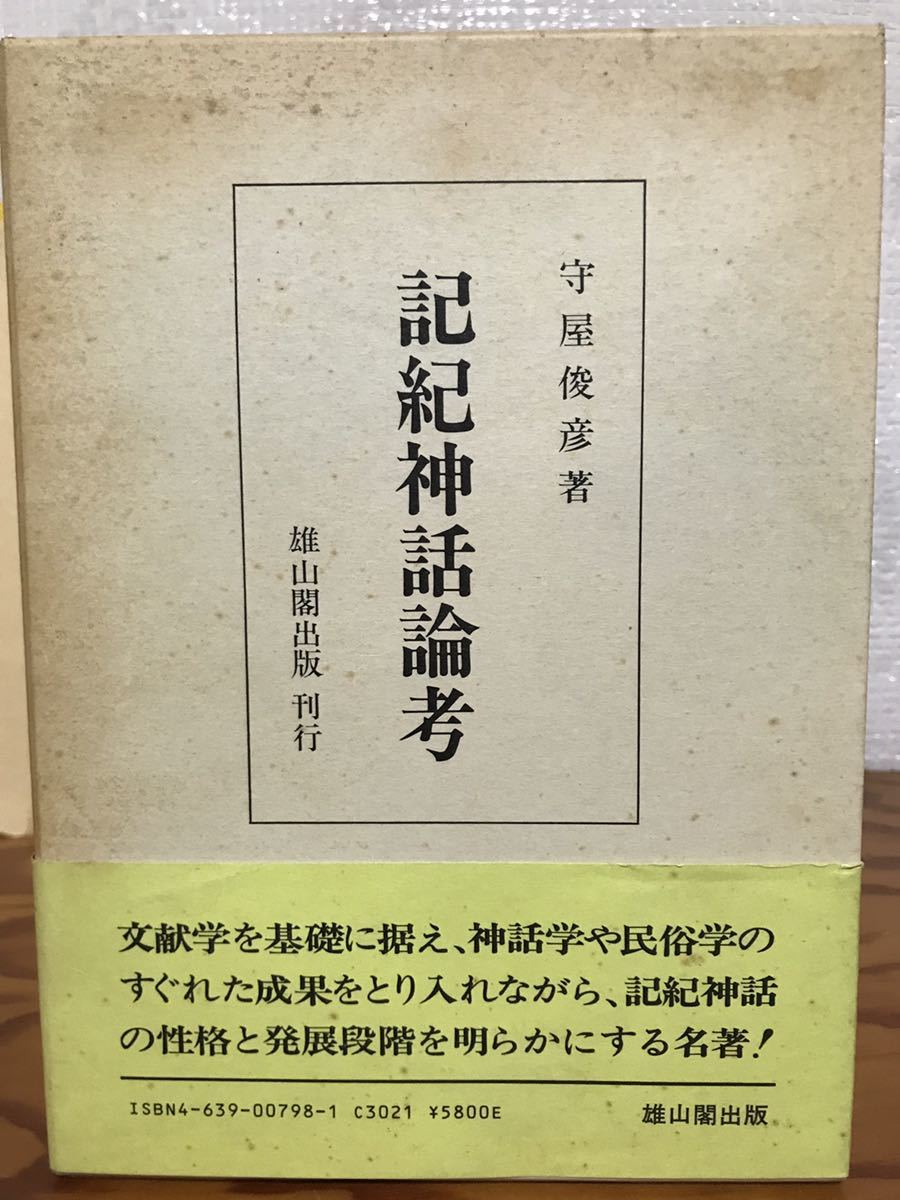 守屋俊彦著
記紀神話論考
雄山閣出版 刊行
文献学を基礎に据え、神話学や民俗学の
すぐれた成果をとり入れながら、記紀神話
の性格と発展段階を明らかにする名著!
ISBN4-639-00798-1 C3021 ¥5800E
雄山閣出版